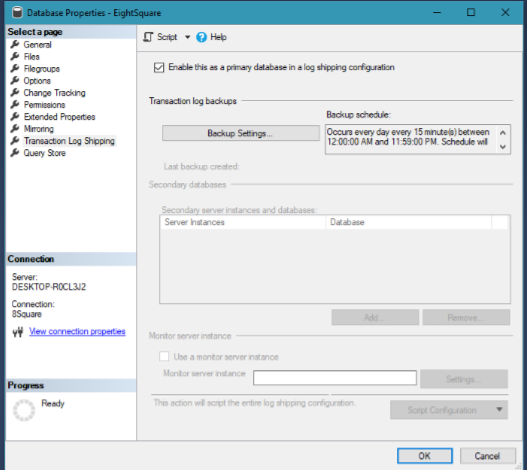 Database Properties - EightSquare
Select a page
General
Files
Filegroups
Options
Change Tracking
Permissions
Extended Properties
Mirroring
Transaction Log Shipping
Query Store
Script
Help
Enable this as a primary database in a log shipping configuration
Transaction log backups
Backup schedule:
Backup Settings...
Occurs every day every 15 minute(s) between
12:00:00 AM and 11:59:00 PM. Schedule will
Last backup created:
Secondary databases
Secondary server instances and databases:
Server Instances Database
Add... Remove...
Monitor server instance
Use a monitor server instance
Monitor server instance
Settings...
This action will script the entire log shipping configuration.
Script Configuration
Connection
Server:
DESKTOP-R0CL3J2
Connection:
8Square
View connection properties
Progress
Ready
OK Cancel